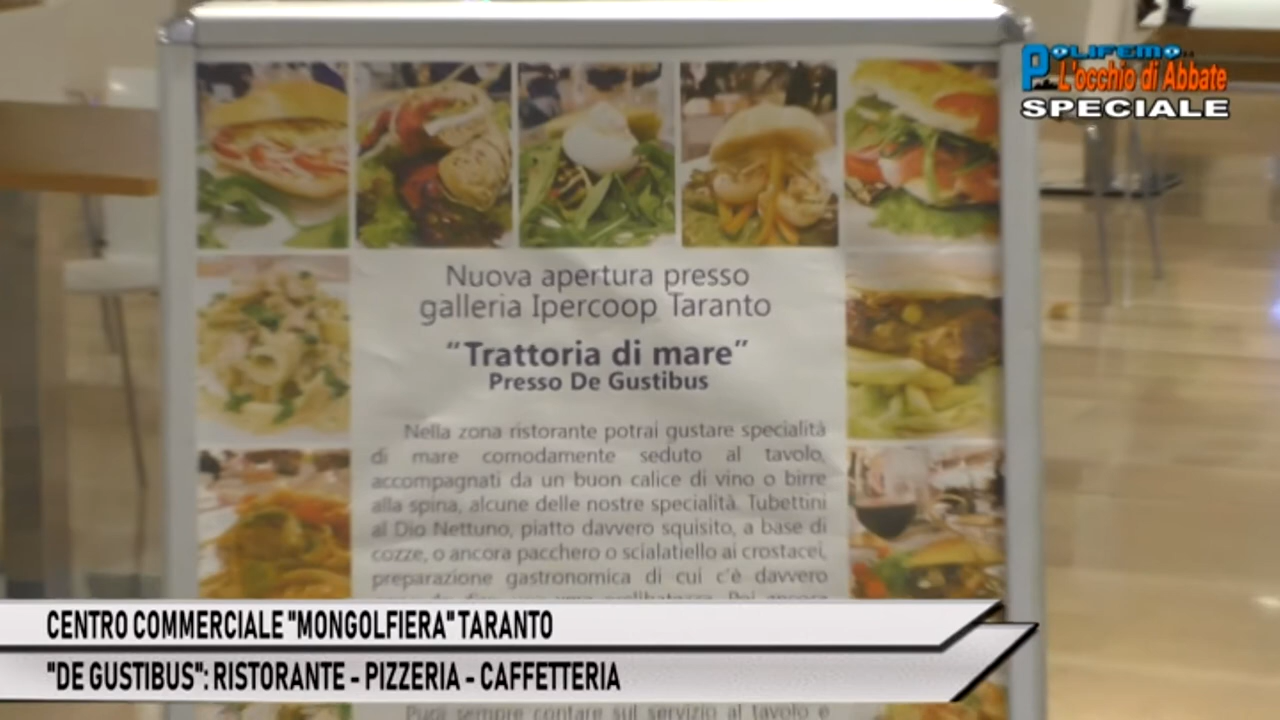 POLIFEMO...
L'occhio di Abbate
SPECIALE
Nuova apertura presso
galleria Ipercoop Taranto
"Trattoria di mare"
Presso De Gustibus
Nella zona ristorante potrai gustare specialità
di mare comodamente seduto al tavolo,
accompagnati da un buon calice di vino o birre
alla spina, alcune delle nostre specialità. Tubettini
al Dio Nettuno, piatto davvero squisito, a base di
cozze, o ancora pacchero o scialatiello ai crostacei,
preparazione gastronomica di cui c'è davvero
CENTRO COMMERCIALE "MONGOLFIERA" TARANTO
"DE GUSTIBUS": RISTORANTE - PIZZERIA - CAFFETTERIA
Pura sempre contare sul servizio al tavolo e